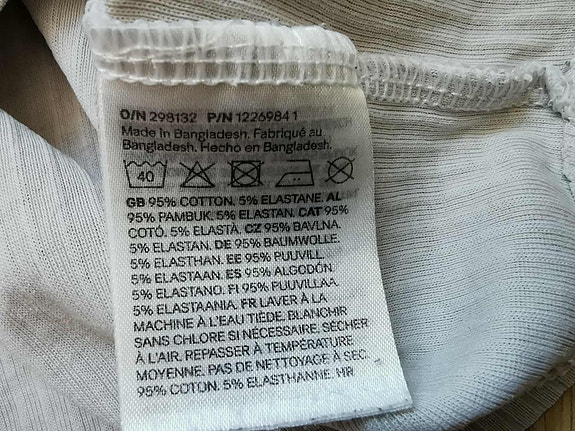 O/N 298132 P/N 1226984 1
Made in Bangladesh. Fabriqué au
Bangladesh. Hecho en Bangladesh.
40
GB 95% COTTON. 5% ELASTANE. AL
95% PAMBUK. 5% ELASTAN. CAT 95%
COTÓ. 5% ELASTÀ. CZ 95% BAVLNA.
5% ELASTAN. DE 95% BAUMWOLLE.
5% ELASTHAN. EE 95% PUUVILL.
5% ELASTAAN. ES 95% ALGODÓN.
5% ELASTANO. FI 95% PUUVILLAA.
5% ELASTAANIA. FR LAVER À LA
MACHINE À L'EAU TIÈDE. BLANCHIR
SANS CHLORE SI NÉCESSAIRE. SÉCHER
À L'AIR. REPASSER À TEMPÉRATURE
MOYENNE. PAS DE NETTOYAGE À SEC.
95% COTON. 5% ELASTHANNE. HR